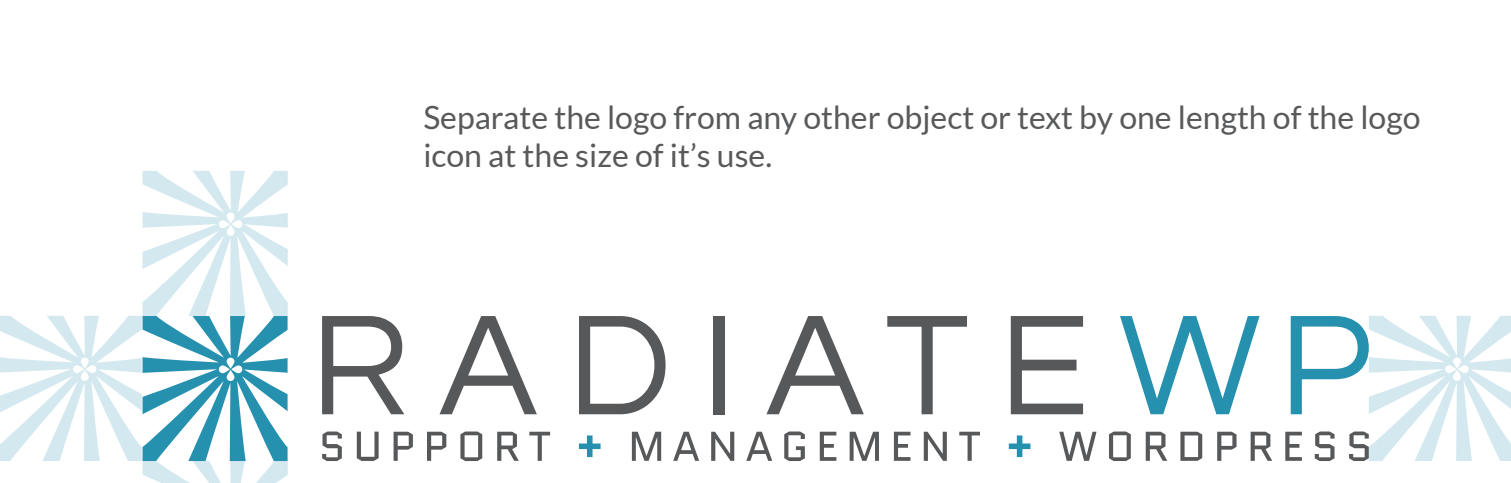 Separate the logo from any other object or text by one length of the logo
icon at the size of it’s use.
RADIATEWP
SUPPORT + MANAGEMENT + WORDPRESS